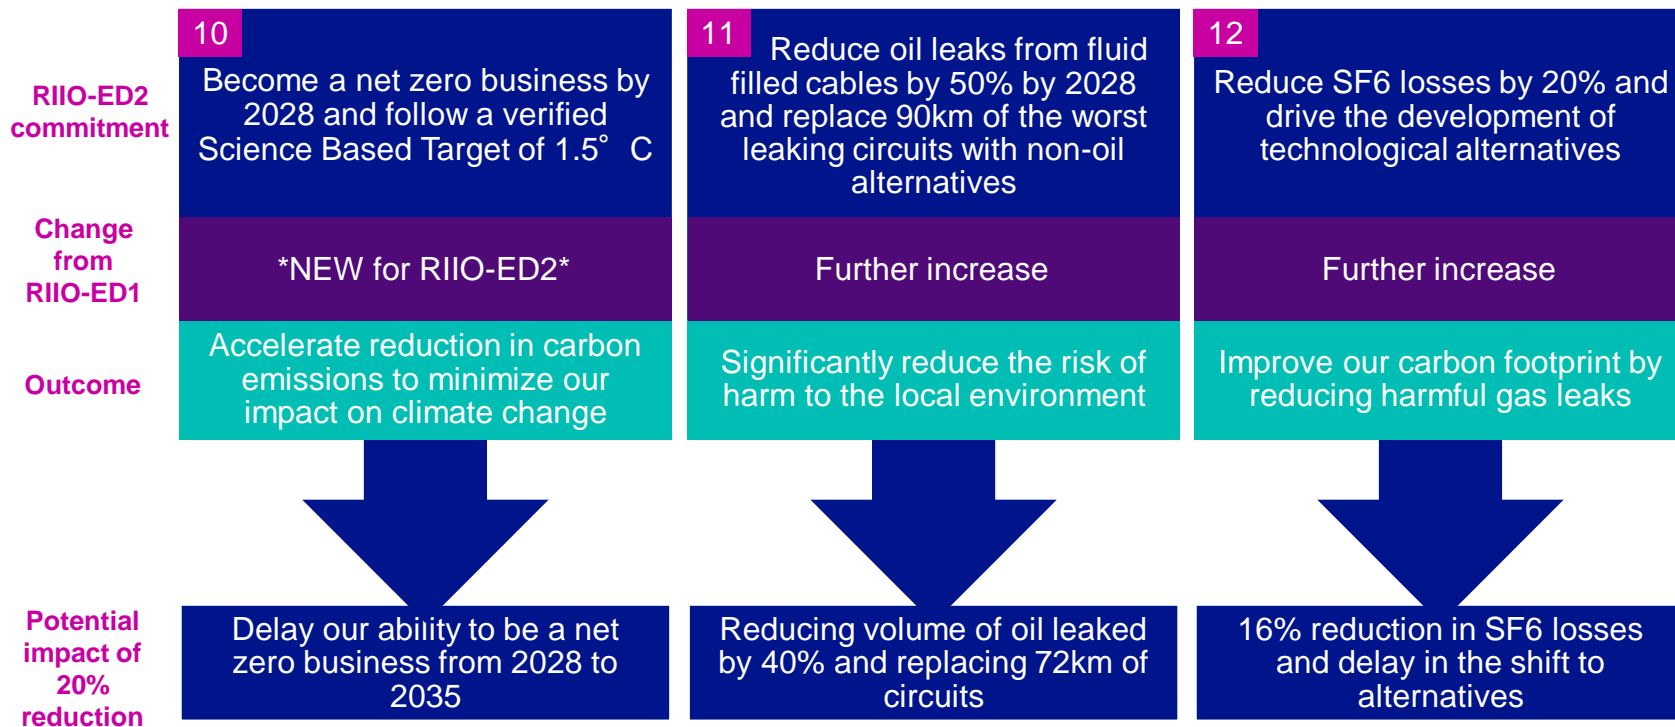 10
11
12
RIIO-ED2
commitment
Become a net zero business by
2028 and follow a verified
Science Based Target of 1.5° C
Reduce oil leaks from fluid
filled cables by 50% by 2028
and replace 90km of the worst
leaking circuits with non-oil
alternatives
Reduce SF6 losses by 20% and
drive the development of
technological alternatives
Change
from
RIIO-ED1
*NEW for RIIO-ED2*
Further increase
Further increase
Outcome
Accelerate reduction in carbon
emissions to minimize our
impact on climate change
Significantly reduce the risk of
harm to the local environment
Improve our carbon footprint by
reducing harmful gas leaks
Potential
impact of
20%
reduction
Delay our ability to be a net
zero business from 2028 to
2035
Reducing volume of oil leaked
by 40% and replacing 72km of
circuits
16% reduction in SF6 losses
and delay in the shift to
alternatives